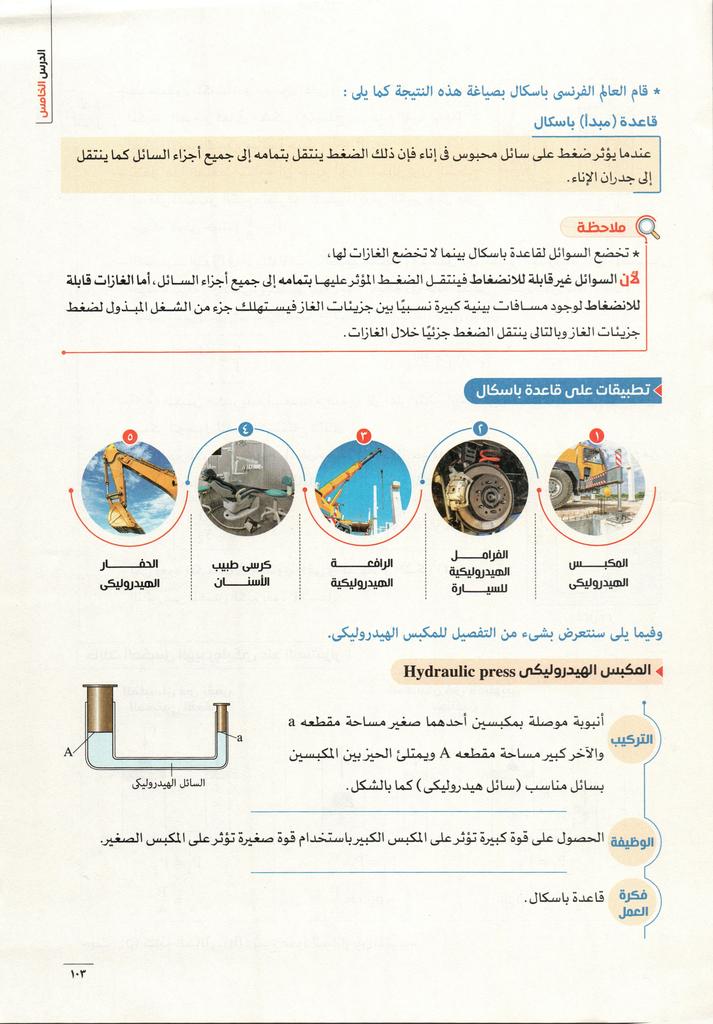 الدرس الخامس
* قام العالم الفرنسى باسكال بصياغة هذه النتيجة كما يلى :
قاعدة (مبدأ) باسكال
عندما يؤثر ضغط على سائل محبوس فى إناء فإن ذلك الضغط ينتقل بتمامه إلى جميع أجزاء السائل كما ينتقل
إلى جدران الإناء.
ملاحظة
* تخضع السوائل لقاعدة باسكال بينما لا تخضع الغازات لها،
لأن السوائل غير قابلة للانضغاط فينتقل الضغط المؤثر عليها بتمامه إلى جميع أجزاء السائل، أما الغازات قابلة
للانضغاط لوجود مسافات بينية كبيرة نسبيًا بين جزيئات الغاز فيستهلك جزء من الشغل المبذول لضغط
جزيئات الغاز وبالتالى ينتقل الضغط جزئيًا خلال الغازات.
تطبيقات على قاعدة باسكال
١
المكبس
الهيدروليكى
٢
الفرامل
الهيدروليكية
للسيارة
٣
الرافعة
الهيدروليكية
٤
كرسى طبيب
الأسنان
٥
الحفار
الهيدروليكى
وفيما يلى سنتعرض بشىء من التفصيل للمكبس الهيدروليكى.
المكبس الهيدروليكى Hydraulic press
التركيب
أنبوبة موصلة بمكبسين أحدهما صغير مساحة مقطعه a
والآخر كبير مساحة مقطعه A ويمتلئ الحيز بين المكبسين
بسائل مناسب (سائل هيدروليكى) كما بالشكل.
A
a
السائل الهيدروليكى
الوظيفة
الحصول على قوة كبيرة تؤثر على المكبس الكبير باستخدام قوة صغيرة تؤثر على المكبس الصغير.
فكرة
العمل
قاعدة باسكال.
١٠٣